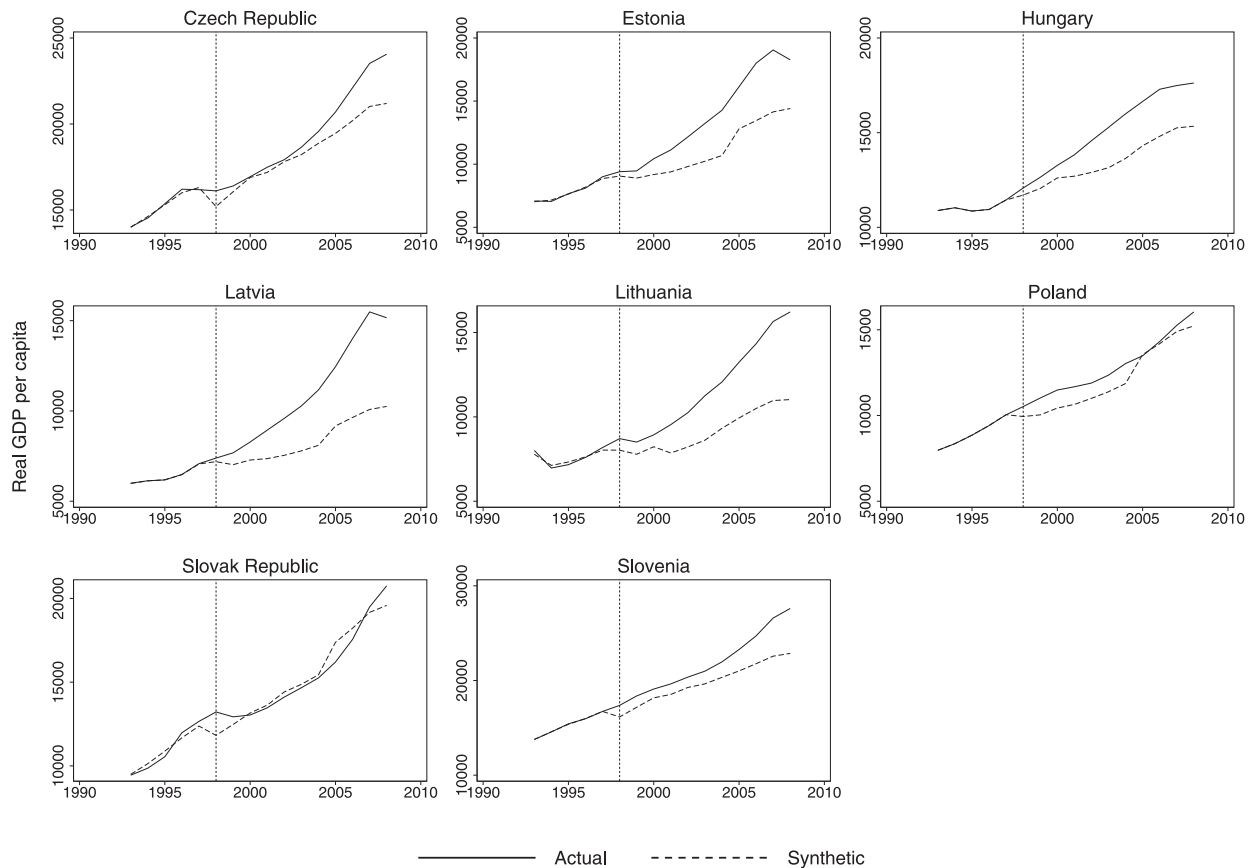 Czech Republic
25000
20000
15000
1990 1995 2000 2005 2010
Estonia
20000
15000
10000
5000
1990 1995 2000 2005 2010
Hungary
20000
15000
10000
1990 1995 2000 2005 2010
Real GDP per capita
Latvia
15000
10000
5000
1990 1995 2000 2005 2010
Lithuania
15000
10000
5000
1990 1995 2000 2005 2010
Poland
15000
10000
5000
1990 1995 2000 2005 2010
Slovak Republic
20000
15000
10000
1990 1995 2000 2005 2010
Slovenia
30000
20000
10000
1990 1995 2000 2005 2010
Actual Synthetic